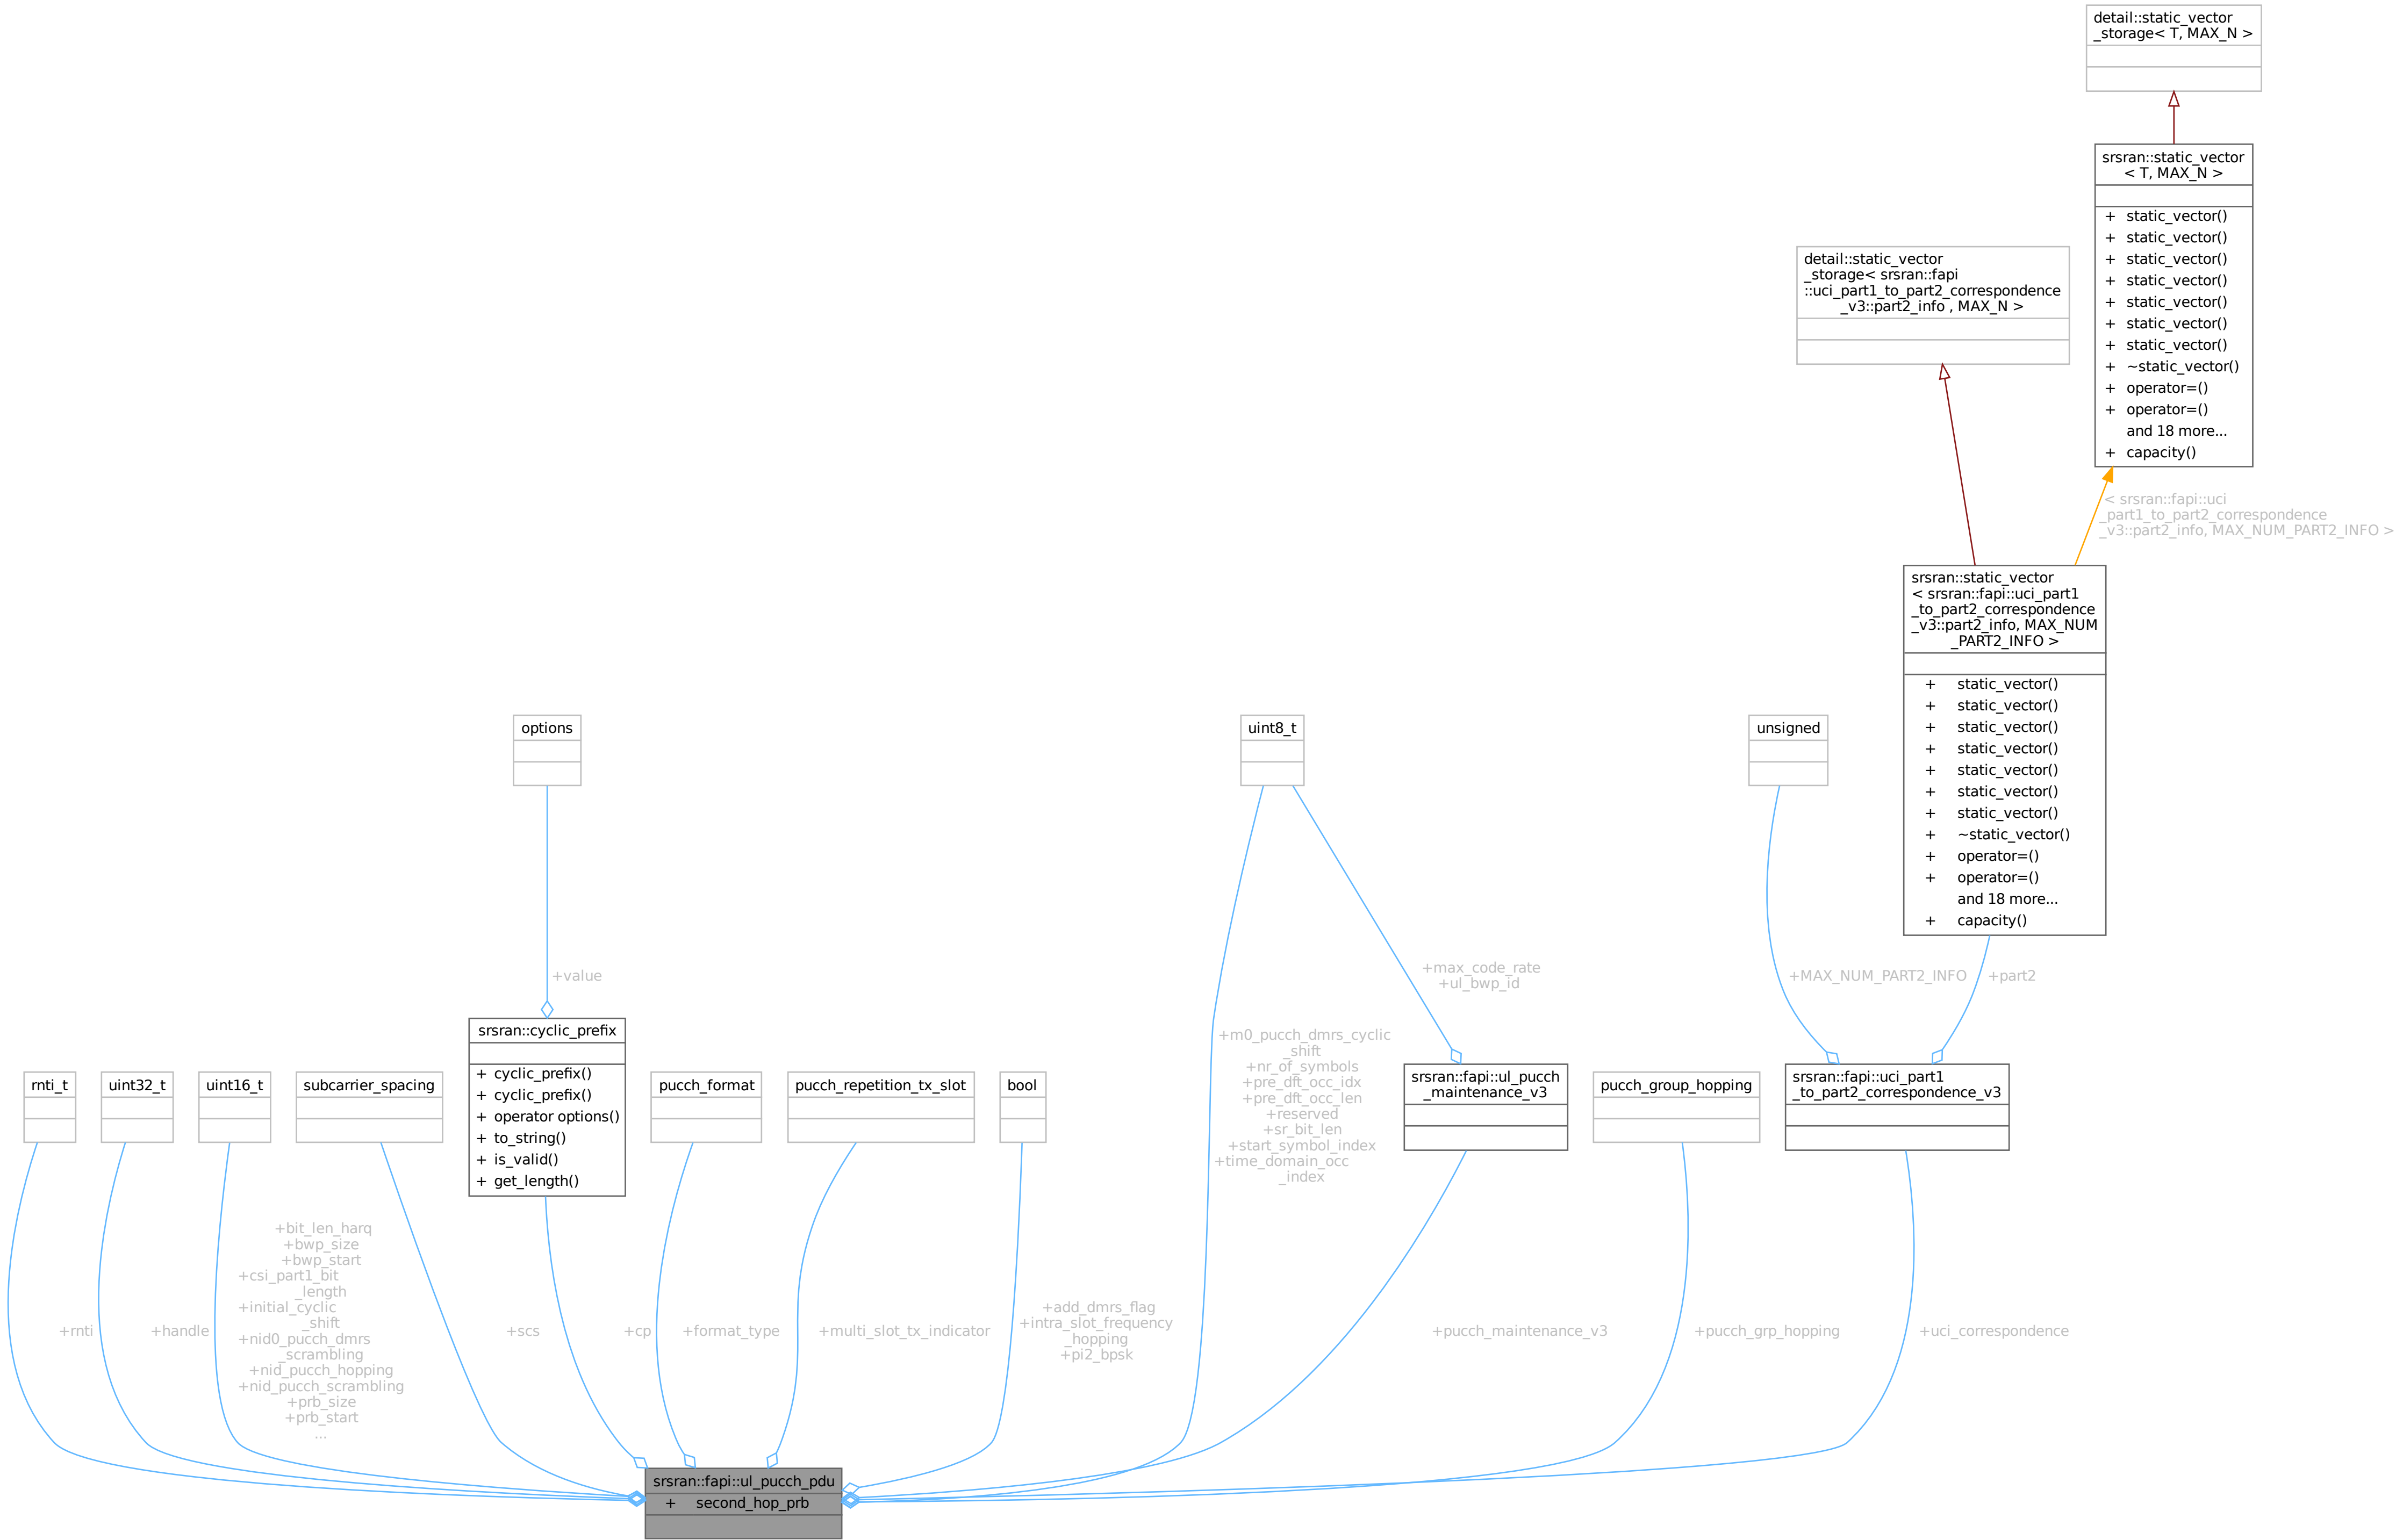 detail::static_vector
_storage< T, MAX_N >
srsran::static_vector
< T, MAX_N >
+ static_vector()
+ static_vector()
+ static_vector()
+ static_vector()
+ static_vector()
+ static_vector()
+ static_vector()
+ ~static_vector()
+ operator=()
+ operator=()
and 18 more...
+ capacity()
detail::static_vector
_storage< srsran::fapi
::uci_part1_to_part2_correspondence
_v3::part2_info , MAX_N >
< srsran::fapi::uci
_part1_to_part2_correspondence
_v3::part2_info, MAX_NUM_PART2_INFO >
srsran::static_vector
< srsran::fapi::uci_part1
_to_part2_correspondence
_v3::part2_info, MAX_NUM
_PART2_INFO >
+ static_vector()
+ static_vector()
+ static_vector()
+ static_vector()
+ static_vector()
+ static_vector()
+ static_vector()
+ ~static_vector()
+ operator=()
+ operator=()
and 18 more...
+ capacity()
options
uint8_t
unsigned
+value
+max_code_rate
+ul_bwp_id
+MAX_NUM_PART2_INFO
+part2
rnti_t
uint32_t
uint16_t
subcarrier_spacing
srsran::cyclic_prefix
+ cyclic_prefix()
+ cyclic_prefix()
+ operator options()
+ to_string()
+ is_valid()
+ get_length()
pucch_format
pucch_repetition_tx_slot
bool
+m0_pucch_dmrs_cyclic
_shift
+nr_of_symbols
+pre_dft_occ_idx
+pre_dft_occ_len
+reserved
+sr_bit_len
+start_symbol_index
+time_domain_occ
_index
srsran::fapi::ul_pucch
_maintenance_v3
pucch_group_hopping
srsran::fapi::uci_part1
_to_part2_correspondence_v3
+rnti
+handle
+bit_len_harq
+bwp_size
+bwp_start
+csi_part1_bit
_length
+initial_cyclic
_shift
+nid0_pucch_dmrs
_scrambling
+nid_pucch_hopping
+nid_pucch_scrambling
+prb_size
+prb_start
...
+scs
+cp
+format_type
+multi_slot_tx_indicator
+add_dmrs_flag
+intra_slot_frequency
_hopping
+pi2_bpsk
+pucch_maintenance_v3
+pucch_grp_hopping
+uci_correspondence
srsran::fapi::ul_pucch_pdu
+ second_hop_prb